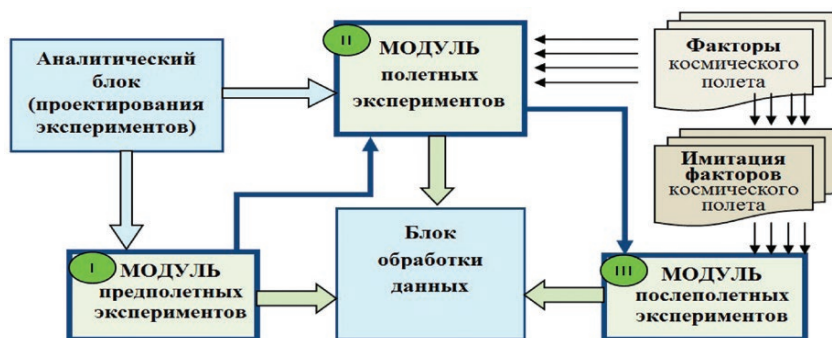 Аналитический
блок
(проектирования
экспериментов)
II
МОДУЛЬ
полетных
экспериментов
Факторы
космического
полета
Имитация
факторов
космического
полета
I
МОДУЛЬ
предполетных
экспериментов
Блок
обработки
данных
III
МОДУЛЬ
послеполетных
экспериментов